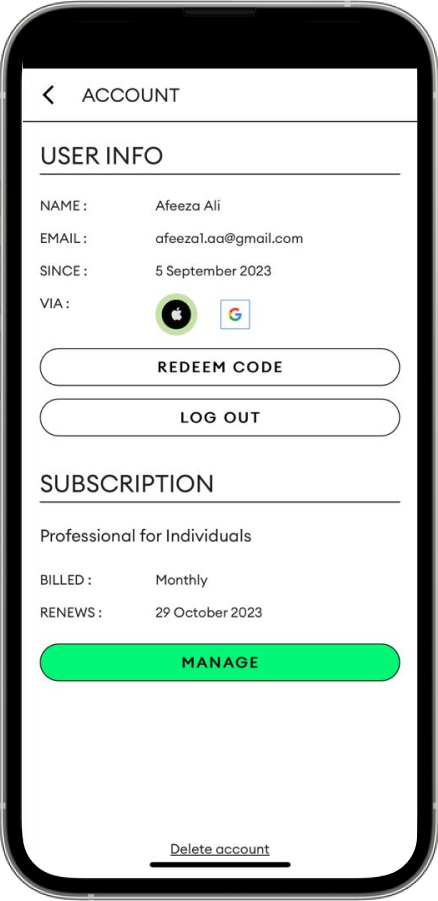 ACCOUNT
USER INFO
NAME : Afeeza Ali
EMAIL : afeeza1.aa@gmail.com
SINCE : 5 September 2023
VIA : G
REDEEM CODE
LOG OUT
SUBSCRIPTION
Professional for Individuals
BILLED : Monthly
RENEWS : 29 October 2023
MANAGE
Delete account